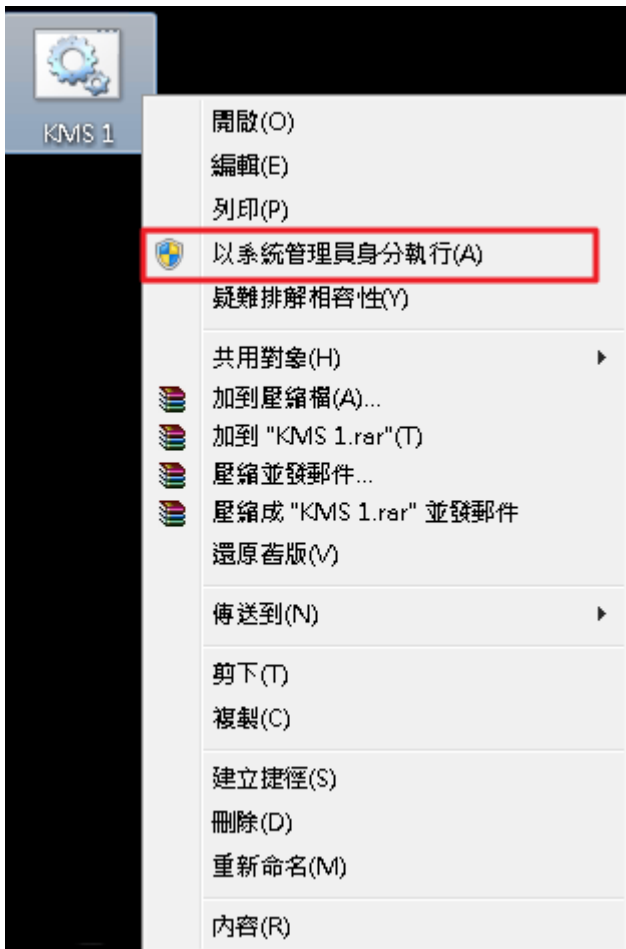 KMS 1
開啟(O)
編輯(E)
列印(P)
以系統管理員身分執行(A)
疑難排解相容性(Y)
共用對象(H)
加到壓縮檔(A)...
加到 "KMS 1.rar"(T)
壓縮並發郵件...
壓縮成 "KMS 1.rar" 並發郵件
還原舊版(V)
傳送到(N)
剪下(T)
複製(C)
建立捷徑(S)
刪除(D)
重新命名(M)
內容(R)